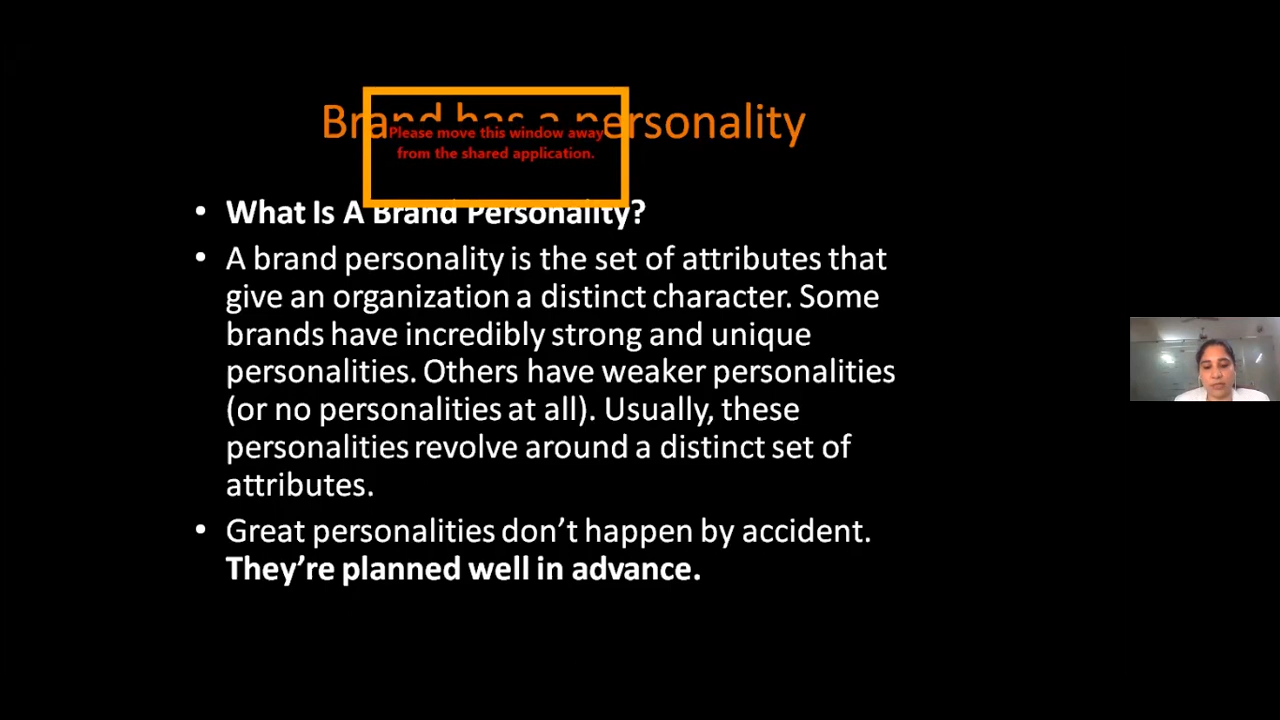 Brand has a personality
Please move this window away
from the shared application.
• What Is A Brand Personality?
• A brand personality is the set of attributes that
give an organization a distinct character. Some
brands have incredibly strong and unique
personalities. Others have weaker personalities
(or no personalities at all). Usually, these
personalities revolve around a distinct set of
attributes.
• Great personalities don’t happen by accident.
They’re planned well in advance.